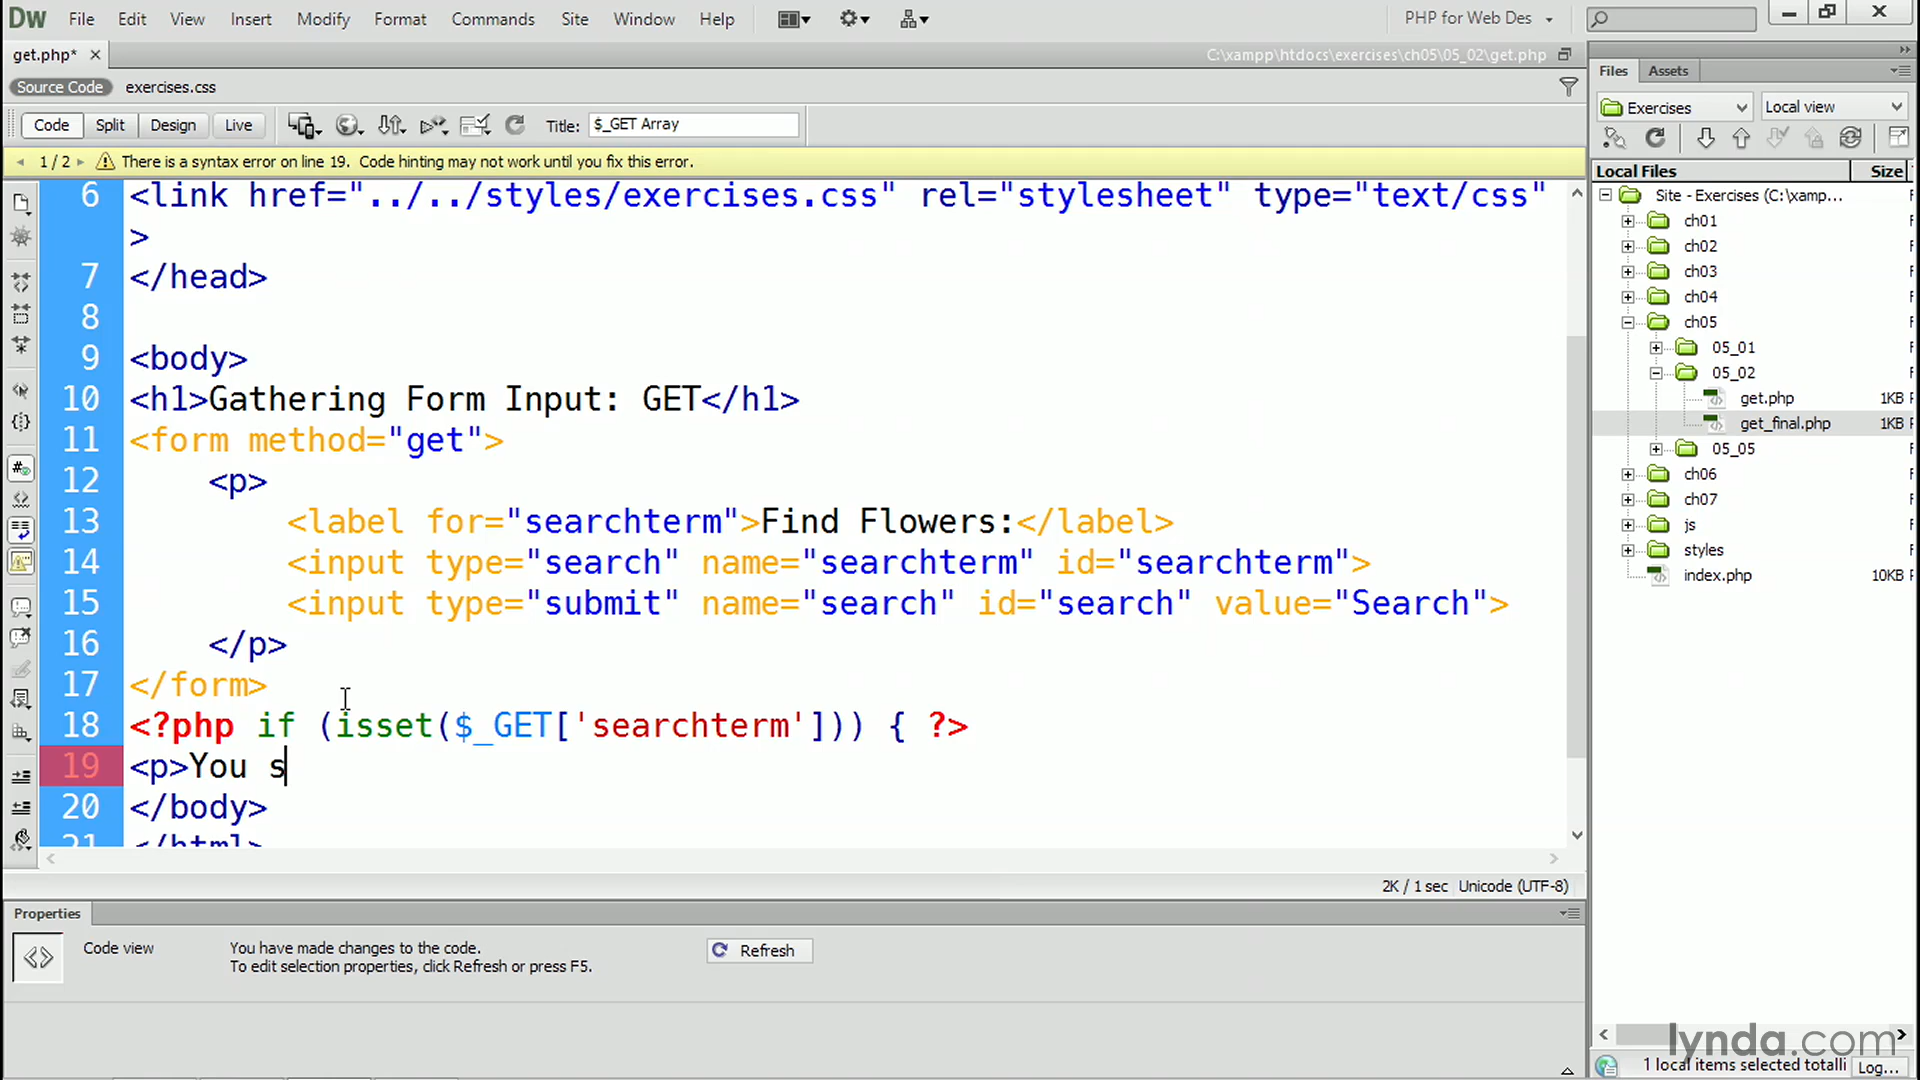 Dw File Edit View Insert Modify Format Commands Site Window Help PHP for Web Des
get.php* C:\xampp\htdocs\exercises\ch05\05_02\get.php
Source Code exercises.css
Code Split Design Live Title: $_GET Array
1 / 2 There is a syntax error on line 19. Code hinting may not work until you fix this error.
6 <link href="../../styles/exercises.css" rel="stylesheet" type="text/css"
>
7 </head>
8
9 <body>
10 <h1>Gathering Form Input: GET</h1>
11 <form method="get">
12 <p>
13 <label for="searchterm">Find Flowers:</label>
14 <input type="search" name="searchterm" id="searchterm">
15 <input type="submit" name="search" id="search" value="Search">
16 </p>
17 </form>
18 <?php if (isset($_GET['searchterm'])) { ?>
19 <p>You s
20 </body>
21 </html>
2K / 1 sec Unicode (UTF-8)
Properties
Code view
You have made changes to the code.
To edit selection properties, click Refresh or press F5.
Refresh
Files Assets
Exercises Local view
Local Files Size
Site - Exercises (C:\xamp...
ch01
ch02
ch03
ch04
ch05
05_01
05_02
get.php 1KB
get_final.php 1KB
05_05
ch06
ch07
js
styles
index.php 10KB
lynda.com
1 local items selected totalli Log...